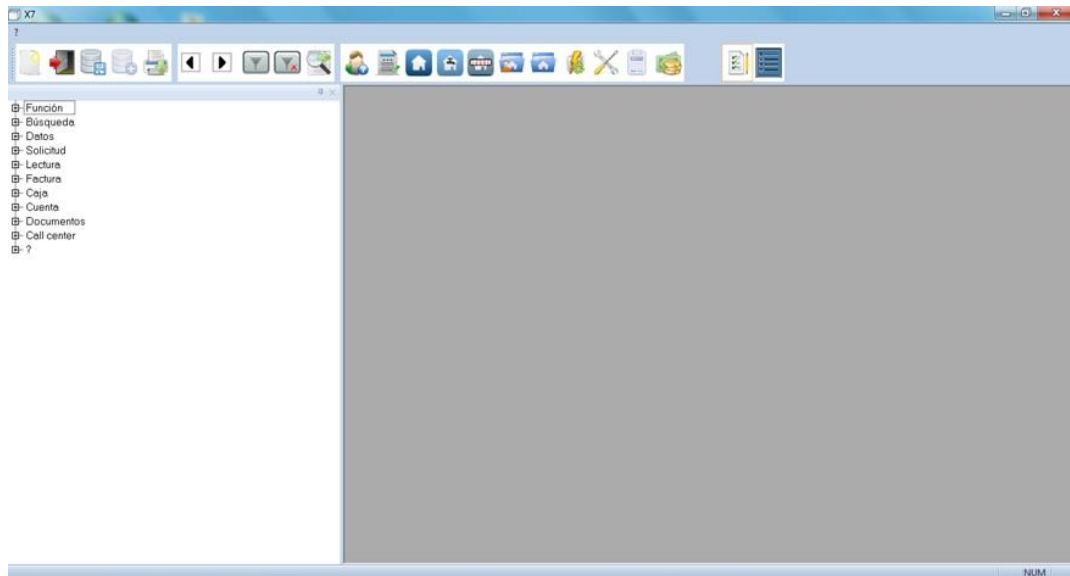 X7
?
Función
Búsqueda
Datos
Solicitud
Lectura
Factura
Caja
Cuenta
Documentos
Call center
?
NUM